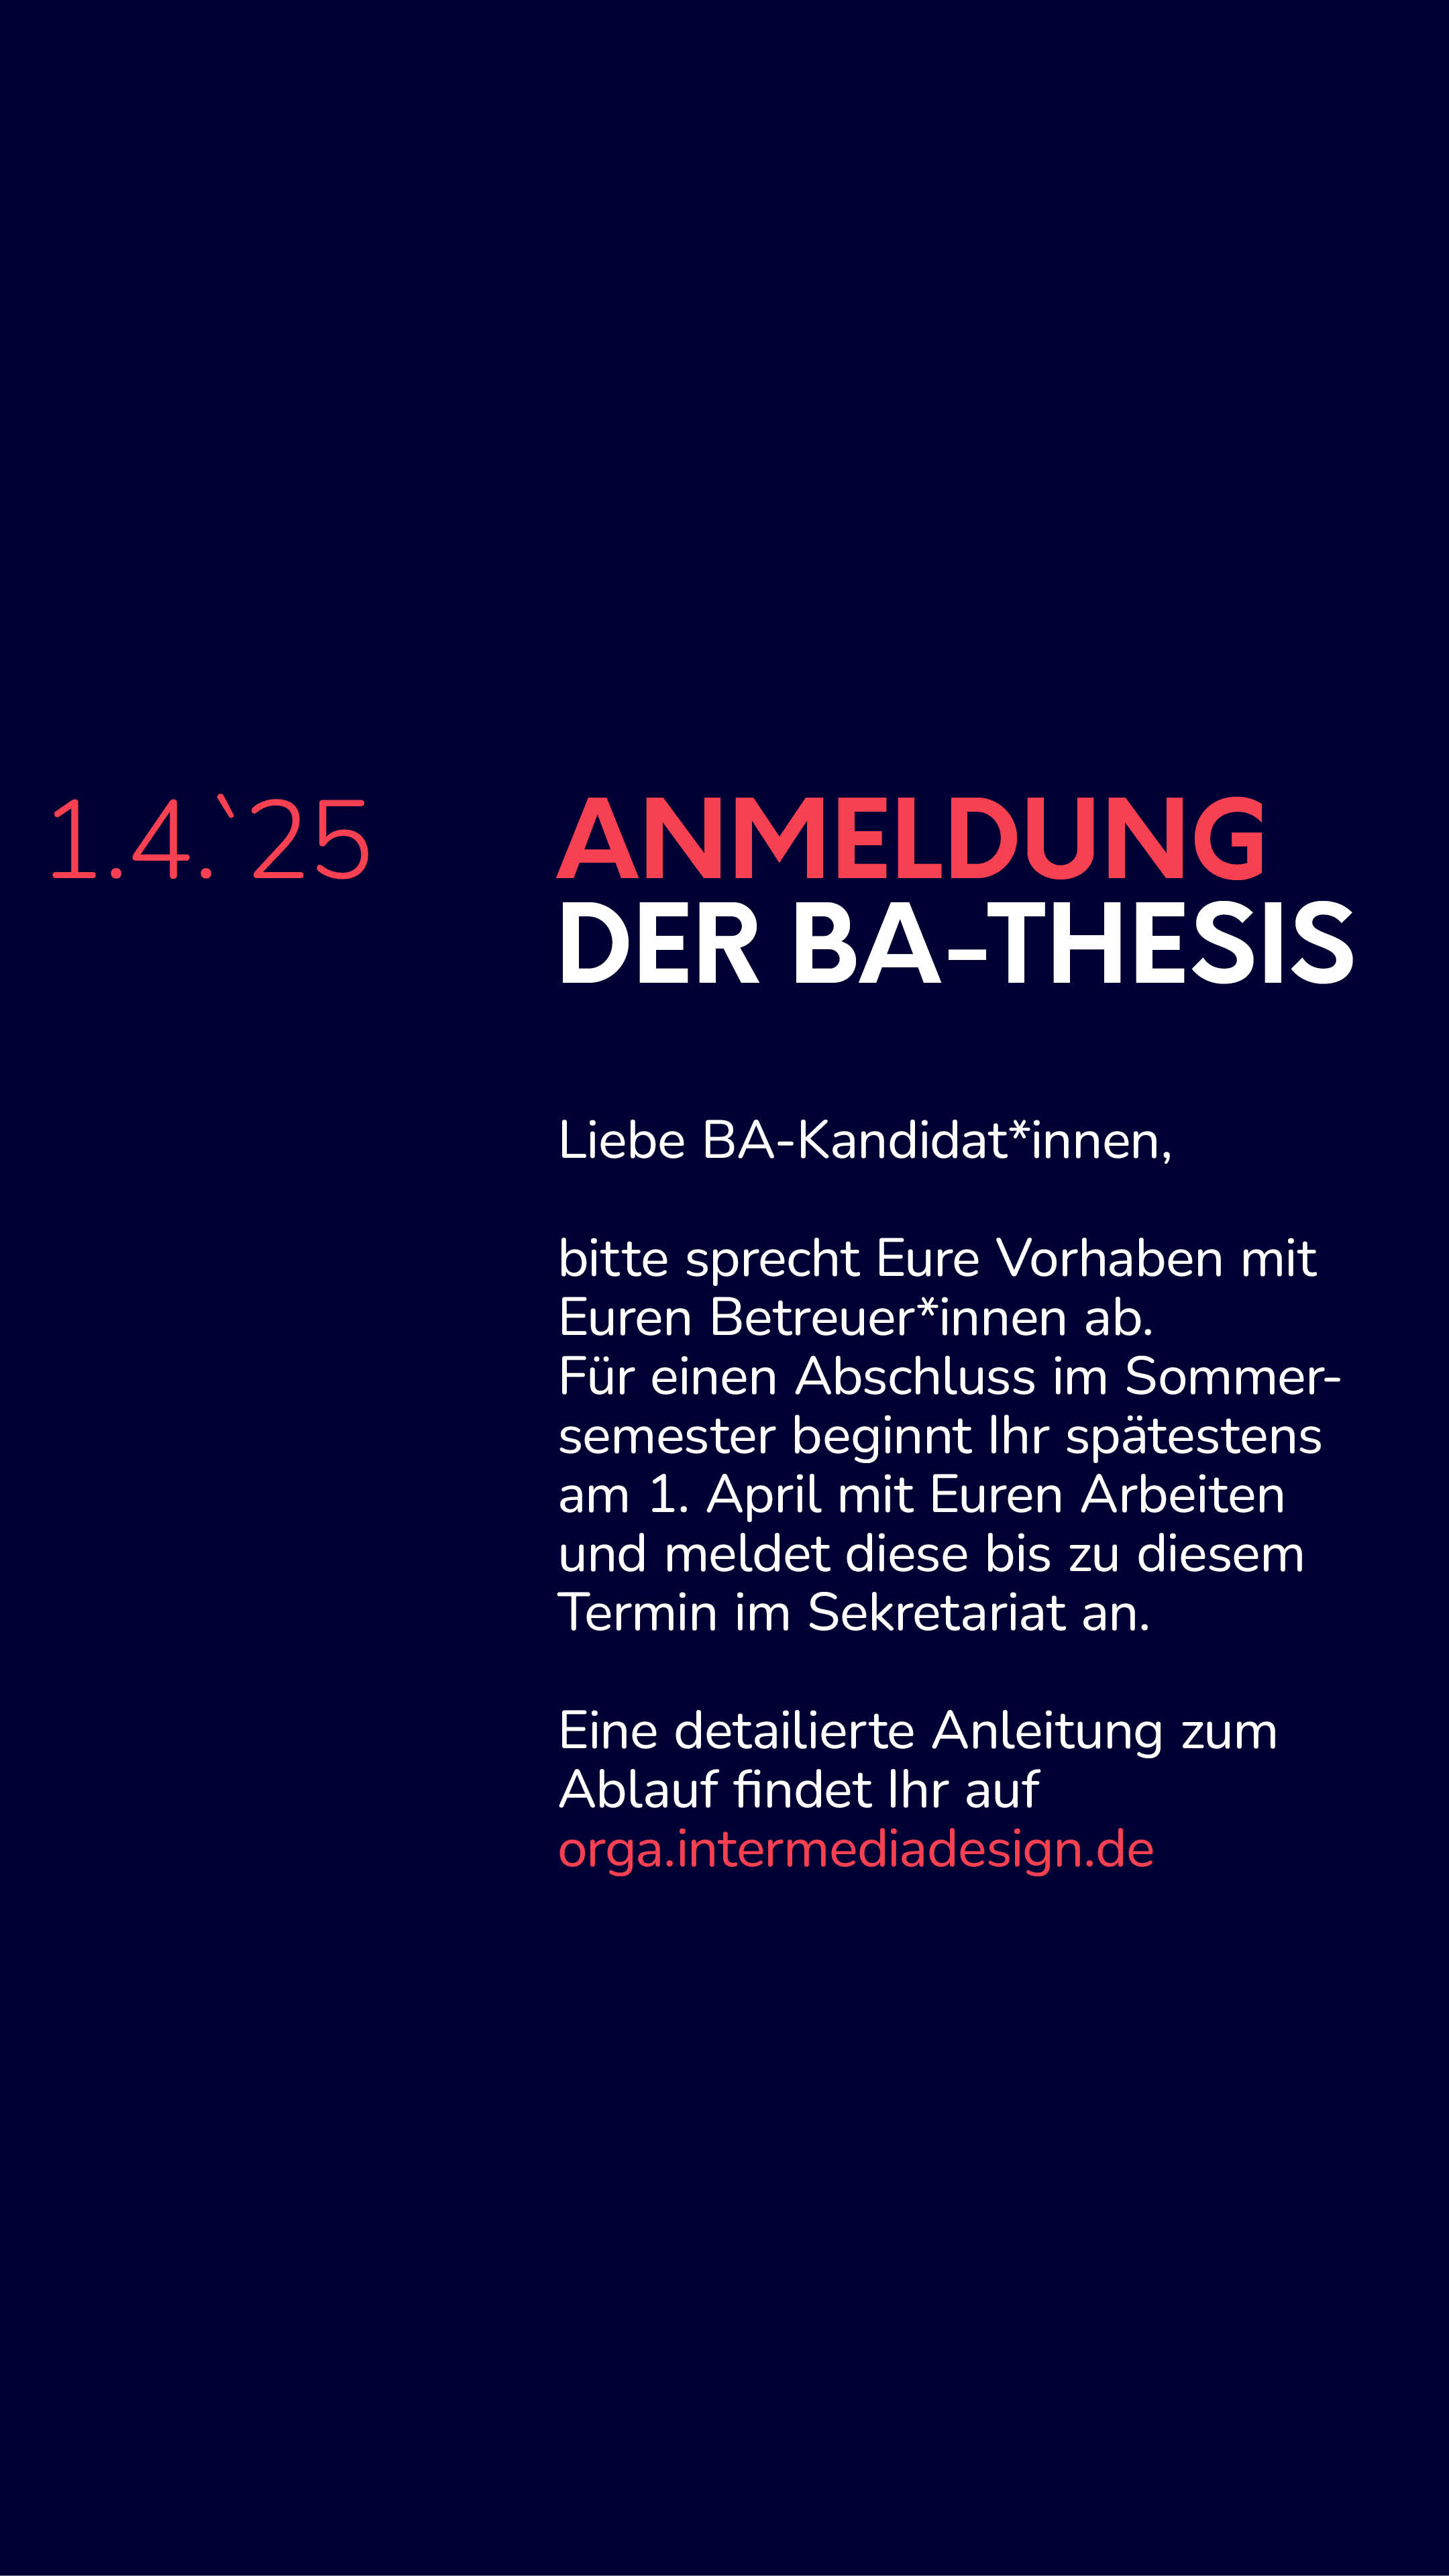 1.4.`25
ANMELDUNG
DER BA-THESIS
Liebe BA-Kandidat*innen,
bitte sprecht Eure Vorhaben mit
Euren Betreuer*innen ab.
Für einen Abschluss im Sommer-
semester beginnt Ihr spätestens
am 1. April mit Euren Arbeiten
und meldet diese bis zu diesem
Termin im Sekretariat an.
Eine detailierte Anleitung zum
Ablauf findet Ihr auf
orga.intermediadesign.de